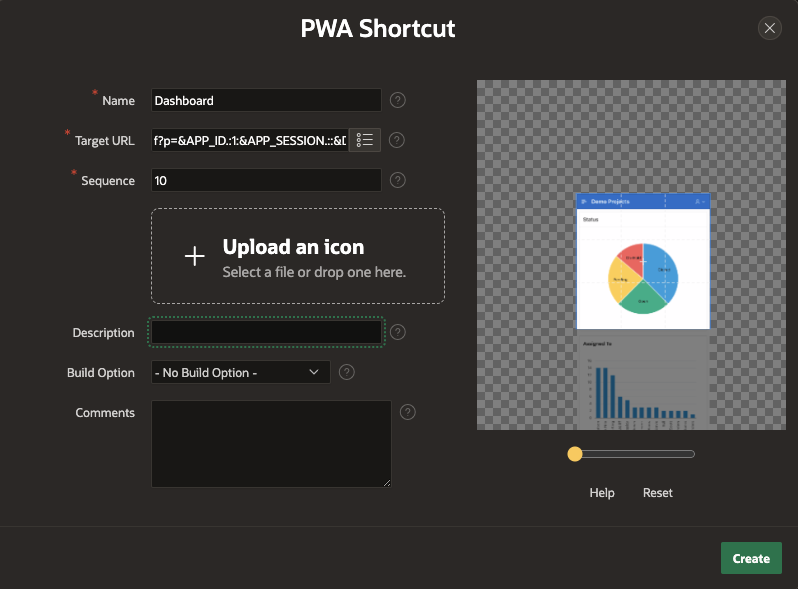 PWA Shortcut
* Name Dashboard
* Target URL f?p=&APP_ID.:1:&APP_SESSION.::&D
* Sequence 10
Upload an icon
Select a file or drop one here.
Description
Build Option - No Build Option -
Comments
Demo Projects
Status
Assigned to
Help Reset
Create